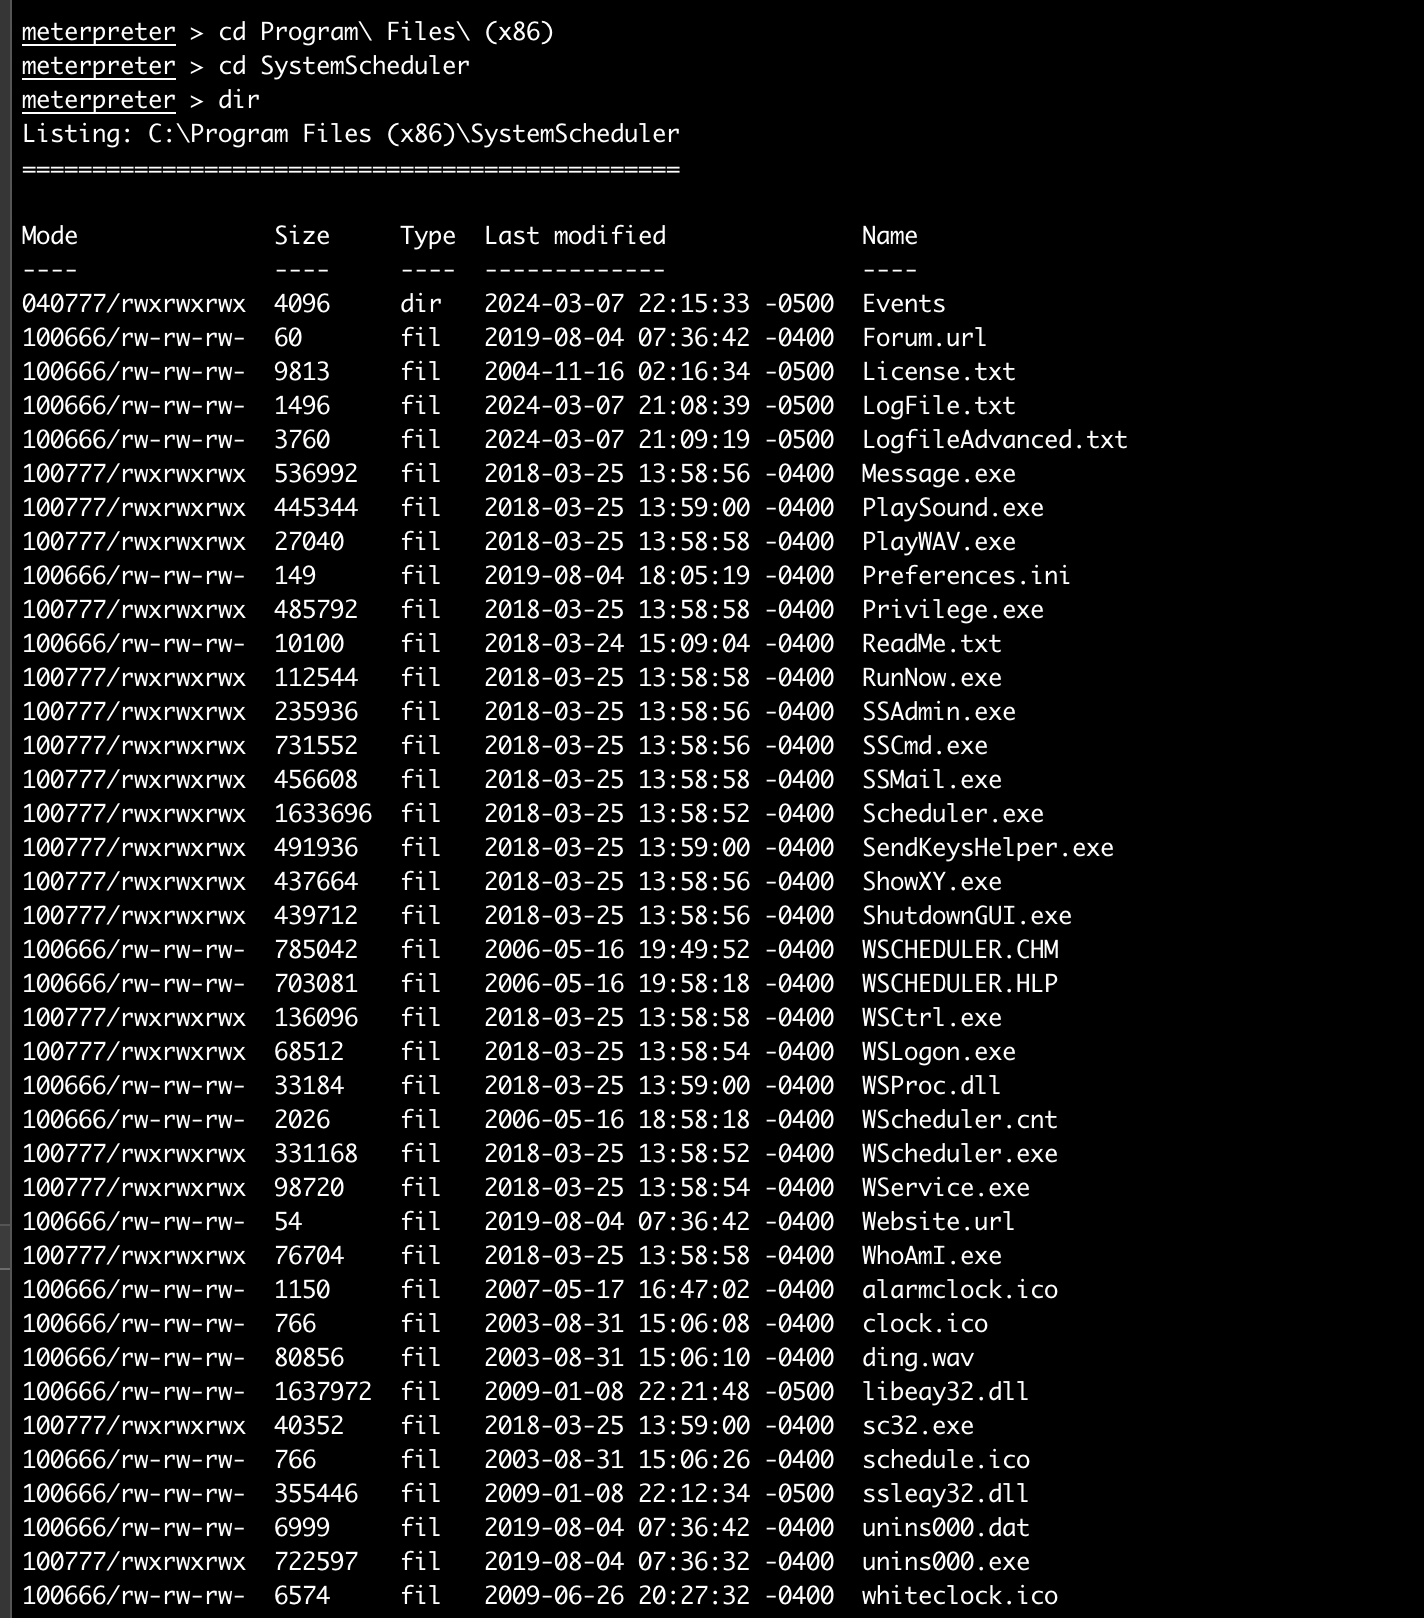 meterpreter > cd Program\ Files\ (x86)
meterpreter > cd SystemScheduler
meterpreter > dir
Listing: C:\Program Files (x86)\SystemScheduler
===============================================
Mode              Size     Type  Last modified              Name
----              ----     ----  -------------              ----
040777/rwxrwxrwx  4096     dir   2024-03-07 22:15:33 -0500  Events
100666/rw-rw-rw-  60       fil   2019-08-04 07:36:42 -0400  Forum.url
100666/rw-rw-rw-  9813     fil   2004-11-16 02:16:34 -0500  License.txt
100666/rw-rw-rw-  1496     fil   2024-03-07 21:08:39 -0500  LogFile.txt
100666/rw-rw-rw-  3760     fil   2024-03-07 21:09:19 -0500  LogfileAdvanced.txt
100777/rwxrwxrwx  536992   fil   2018-03-25 13:58:56 -0400  Message.exe
100777/rwxrwxrwx  445344   fil   2018-03-25 13:59:00 -0400  PlaySound.exe
100777/rwxrwxrwx  27040    fil   2018-03-25 13:58:58 -0400  PlayWAV.exe
100666/rw-rw-rw-  149      fil   2019-08-04 18:05:19 -0400  Preferences.ini
100777/rwxrwxrwx  485792   fil   2018-03-25 13:58:58 -0400  Privilege.exe
100666/rw-rw-rw-  10100    fil   2018-03-24 15:09:04 -0400  ReadMe.txt
100777/rwxrwxrwx  112544   fil   2018-03-25 13:58:58 -0400  RunNow.exe
100777/rwxrwxrwx  235936   fil   2018-03-25 13:58:56 -0400  SSAdmin.exe
100777/rwxrwxrwx  731552   fil   2018-03-25 13:58:56 -0400  SSCmd.exe
100777/rwxrwxrwx  456608   fil   2018-03-25 13:58:58 -0400  SSMail.exe
100777/rwxrwxrwx  1633696  fil   2018-03-25 13:58:52 -0400  Scheduler.exe
100777/rwxrwxrwx  491936   fil   2018-03-25 13:59:00 -0400  SendKeysHelper.exe
100777/rwxrwxrwx  437664   fil   2018-03-25 13:58:56 -0400  ShowXY.exe
100777/rwxrwxrwx  439712   fil   2018-03-25 13:58:56 -0400  ShutdownGUI.exe
100666/rw-rw-rw-  785042   fil   2006-05-16 19:49:52 -0400  WSCHEDULER.CHM
100666/rw-rw-rw-  703081   fil   2006-05-16 19:58:18 -0400  WSCHEDULER.HLP
100777/rwxrwxrwx  136096   fil   2018-03-25 13:58:58 -0400  WSCtrl.exe
100777/rwxrwxrwx  68512    fil   2018-03-25 13:58:54 -0400  WSLogon.exe
100666/rw-rw-rw-  33184    fil   2018-03-25 13:59:00 -0400  WSProc.dll
100666/rw-rw-rw-  2026     fil   2006-05-16 18:58:18 -0400  WScheduler.cnt
100777/rwxrwxrwx  331168   fil   2018-03-25 13:58:52 -0400  WScheduler.exe
100777/rwxrwxrwx  98720    fil   2018-03-25 13:58:54 -0400  WService.exe
100666/rw-rw-rw-  54       fil   2019-08-04 07:36:42 -0400  Website.url
100777/rwxrwxrwx  76704    fil   2018-03-25 13:58:58 -0400  WhoAmI.exe
100666/rw-rw-rw-  1150     fil   2007-05-17 16:47:02 -0400  alarmclock.ico
100666/rw-rw-rw-  766      fil   2003-08-31 15:06:08 -0400  clock.ico
100666/rw-rw-rw-  80856    fil   2003-08-31 15:06:10 -0400  ding.wav
100666/rw-rw-rw-  1637972  fil   2009-01-08 22:21:48 -0500  libeay32.dll
100777/rwxrwxrwx  40352    fil   2018-03-25 13:59:00 -0400  sc32.exe
100666/rw-rw-rw-  766      fil   2003-08-31 15:06:26 -0400  schedule.ico
100666/rw-rw-rw-  355446   fil   2009-01-08 22:12:34 -0500  ssleay32.dll
100666/rw-rw-rw-  6999     fil   2019-08-04 07:36:42 -0400  unins000.dat
100777/rwxrwxrwx  722597   fil   2019-08-04 07:36:32 -0400  unins000.exe
100666/rw-rw-rw-  6574     fil   2009-06-26 20:27:32 -0400  whiteclock.ico